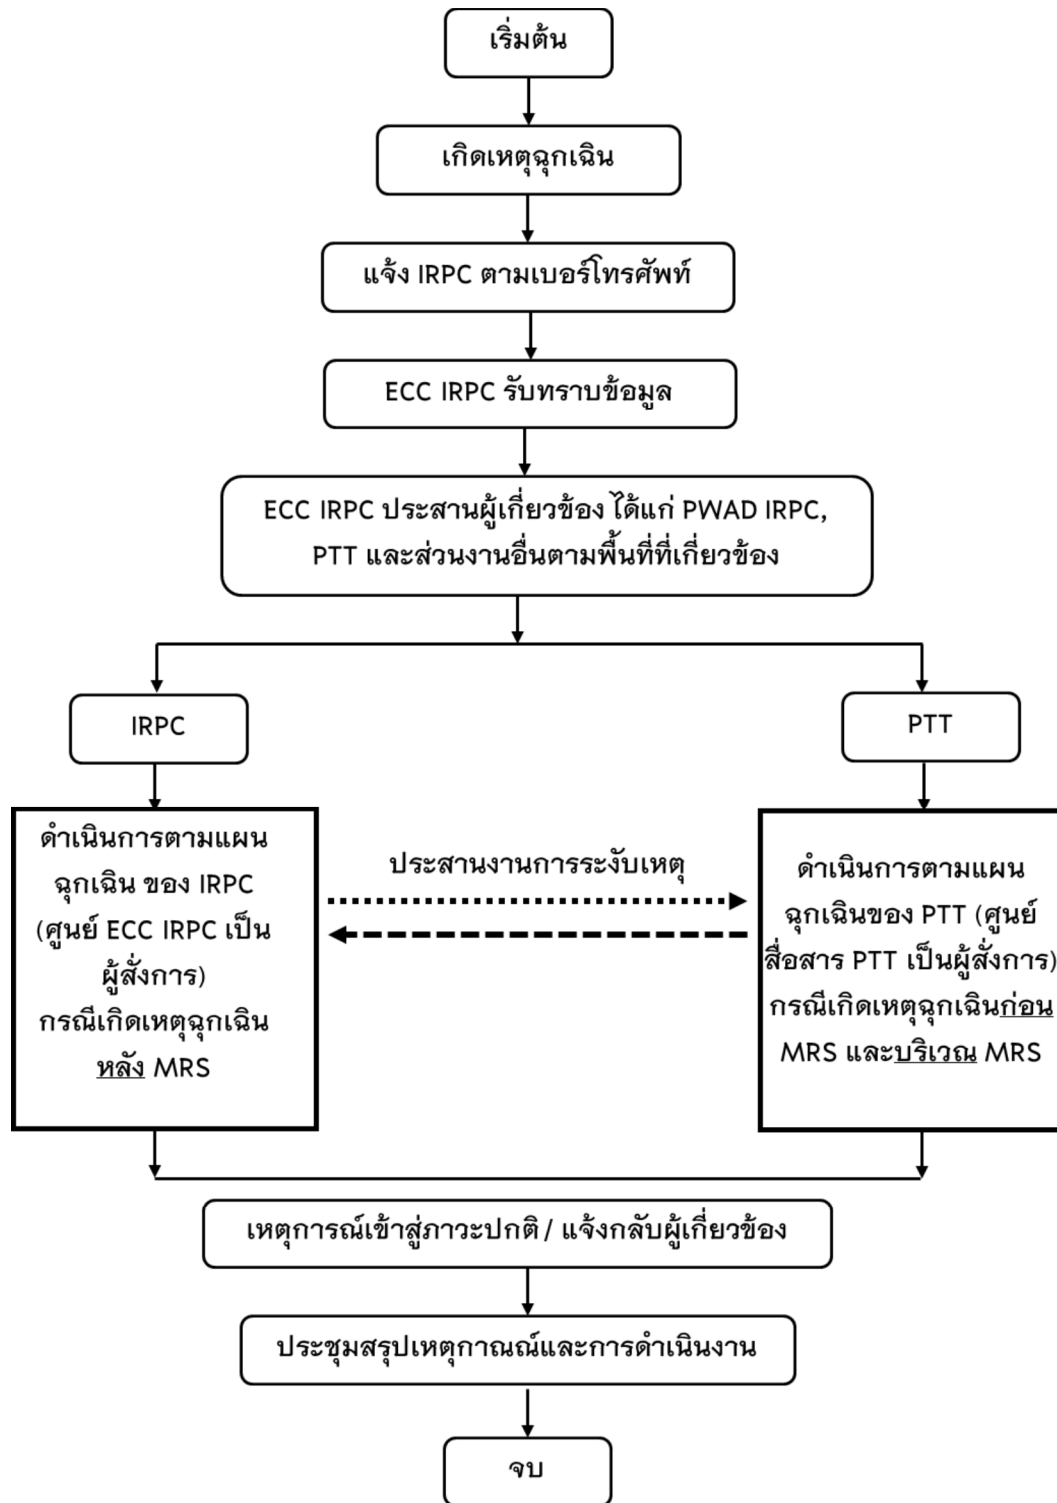 เริ่มต้น
เกิดเหตุฉุกเฉิน
แจ้ง IRPC ตามเบอร์โทรศัพท์
ECC IRPC รับทราบข้อมูล
ECC IRPC ประสานผู้เกี่ยวข้อง ได้แก่ PWAD IRPC,
PTT และส่วนงานอื่นตามพื้นที่ที่เกี่ยวข้อง
IRPC
PTT
ดำเนินการตามแผน
ฉุกเฉิน ของ IRPC
(ศูนย์ ECC IRPC เป็น
ผู้สั่งการ)
กรณีเกิดเหตุฉุกเฉิน
หลัง MRS
ประสานงานการระงับเหตุ
ดำเนินการตามแผน
ฉุกเฉินของ PTT (ศูนย์
สื่อสาร PTT เป็นผู้สั่งการ)
กรณีเกิดเหตุฉุกเฉินก่อน
MRS และบริเวณ MRS
เหตุการณ์เข้าสู่ภาวะปกติ / แจ้งกลับผู้เกี่ยวข้อง
ประชุมสรุปเหตุกาณณ์และการดำเนินงาน
จบ